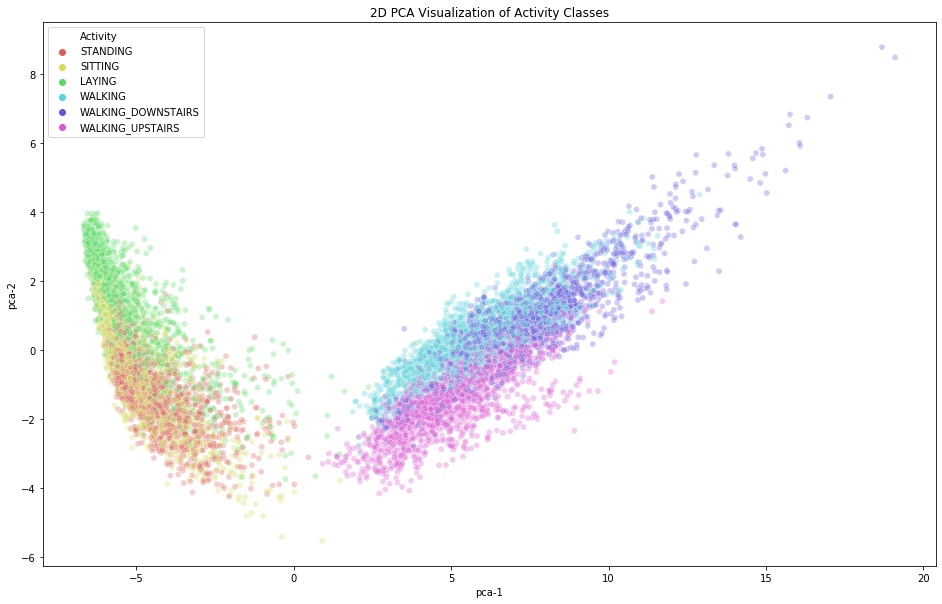 2D PCA Visualization of Activity Classes
Activity
STANDING
SITTING
LAYING
WALKING
WALKING_DOWNSTAIRS
WALKING_UPSTAIRS
8
6
4
2
0
−2
−4
−6
pca-2
−5
0
5
10
15
20
pca-1